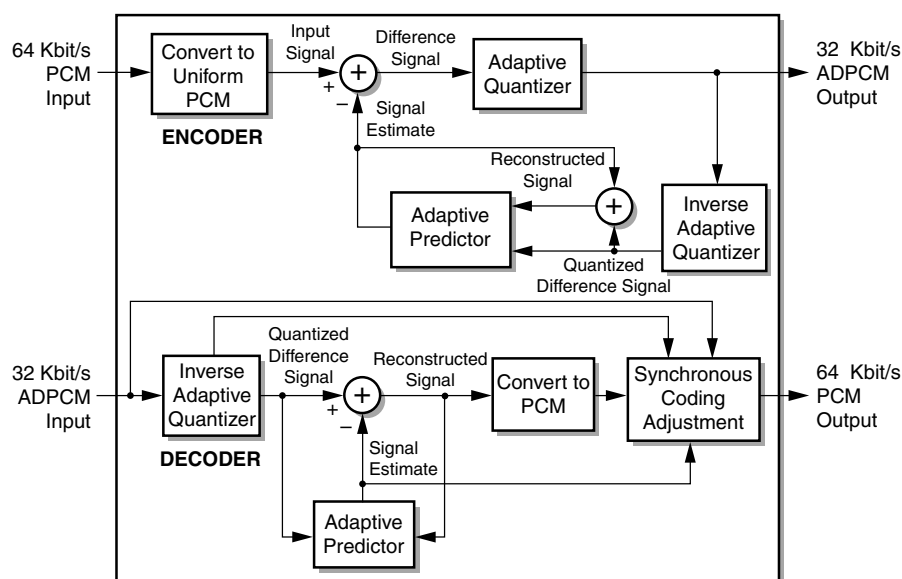 64 Kbit/s
PCM
Input
Convert to
Uniform
PCM
ENCODER
Input
Signal
+
−
+
Difference
Signal
Adaptive
Quantizer
32 Kbit/s
ADPCM
Output
Signal
Estimate
Reconstructed
Signal
+
Adaptive
Predictor
Inverse
Adaptive
Quantizer
Quantized
Difference Signal
32 Kbit/s
ADPCM
Input
Inverse
Adaptive
Quantizer
DECODER
Quantized
Difference
Signal
+
−
+
Reconstructed
Signal
Convert to
PCM
Synchronous
Coding
Adjustment
64 Kbit/s
PCM
Output
Signal
Estimate
Adaptive
Predictor